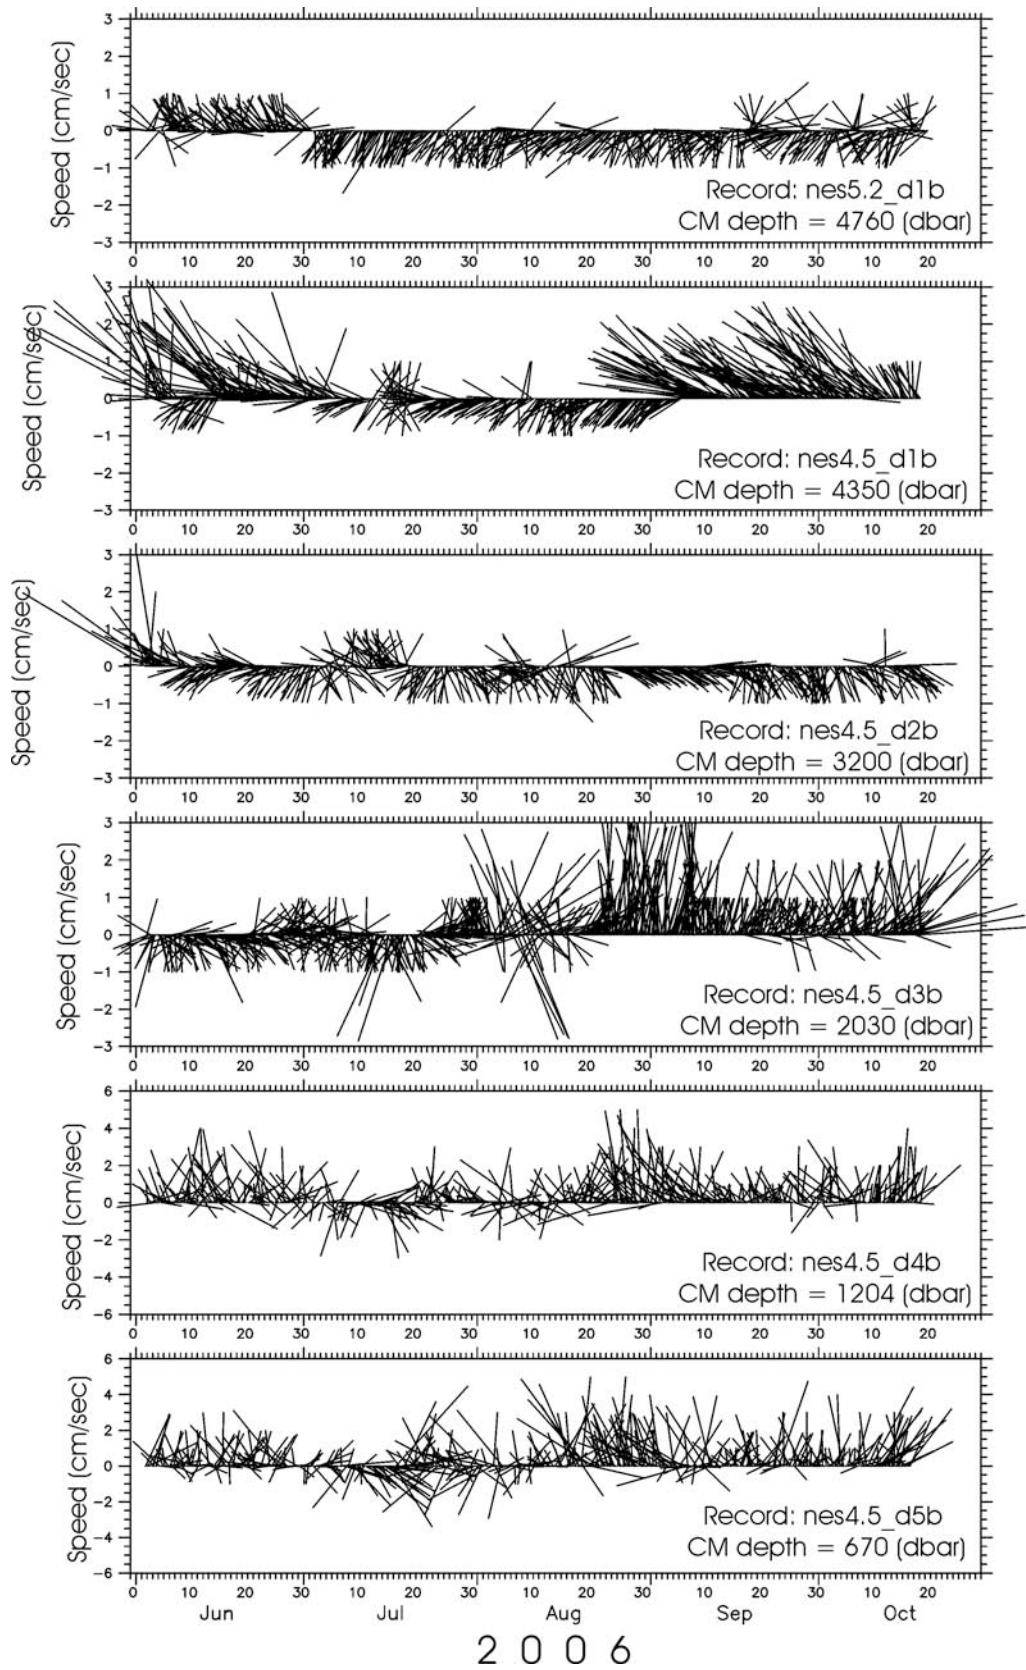 3
2
1
0
-1
-2
-3
Speed (cm/sec)
Record: nes5.2_d1b
CM depth = 4760 (dbar)
0 10 20 30 10 20 30 10 20 30 10 20 30 10 20
3
2
1
0
-1
-2
-3
Speed (cm/sec)
Record: nes4.5_d1b
CM depth = 4350 (dbar)
0 10 20 30 10 20 30 10 20 30 10 20 30 10 20
3
2
1
0
-1
-2
-3
Speed (cm/sec)
Record: nes4.5_d2b
CM depth = 3200 (dbar)
0 10 20 30 10 20 30 10 20 30 10 20 30 10 20
3
2
1
0
-1
-2
-3
Speed (cm/sec)
Record: nes4.5_d3b
CM depth = 2030 (dbar)
0 10 20 30 10 20 30 10 20 30 10 20 30 10 20
6
4
2
0
-2
-4
-6
Speed (cm/sec)
Record: nes4.5_d4b
CM depth = 1204 (dbar)
0 10 20 30 10 20 30 10 20 30 10 20 30 10 20
6
4
2
0
-2
-4
-6
Speed (cm/sec)
Record: nes4.5_d5b
CM depth = 670 (dbar)
0 10 20 30 10 20 30 10 20 30 10 20 30 10 20
Jun Jul Aug Sep Oct
2 0 0 6